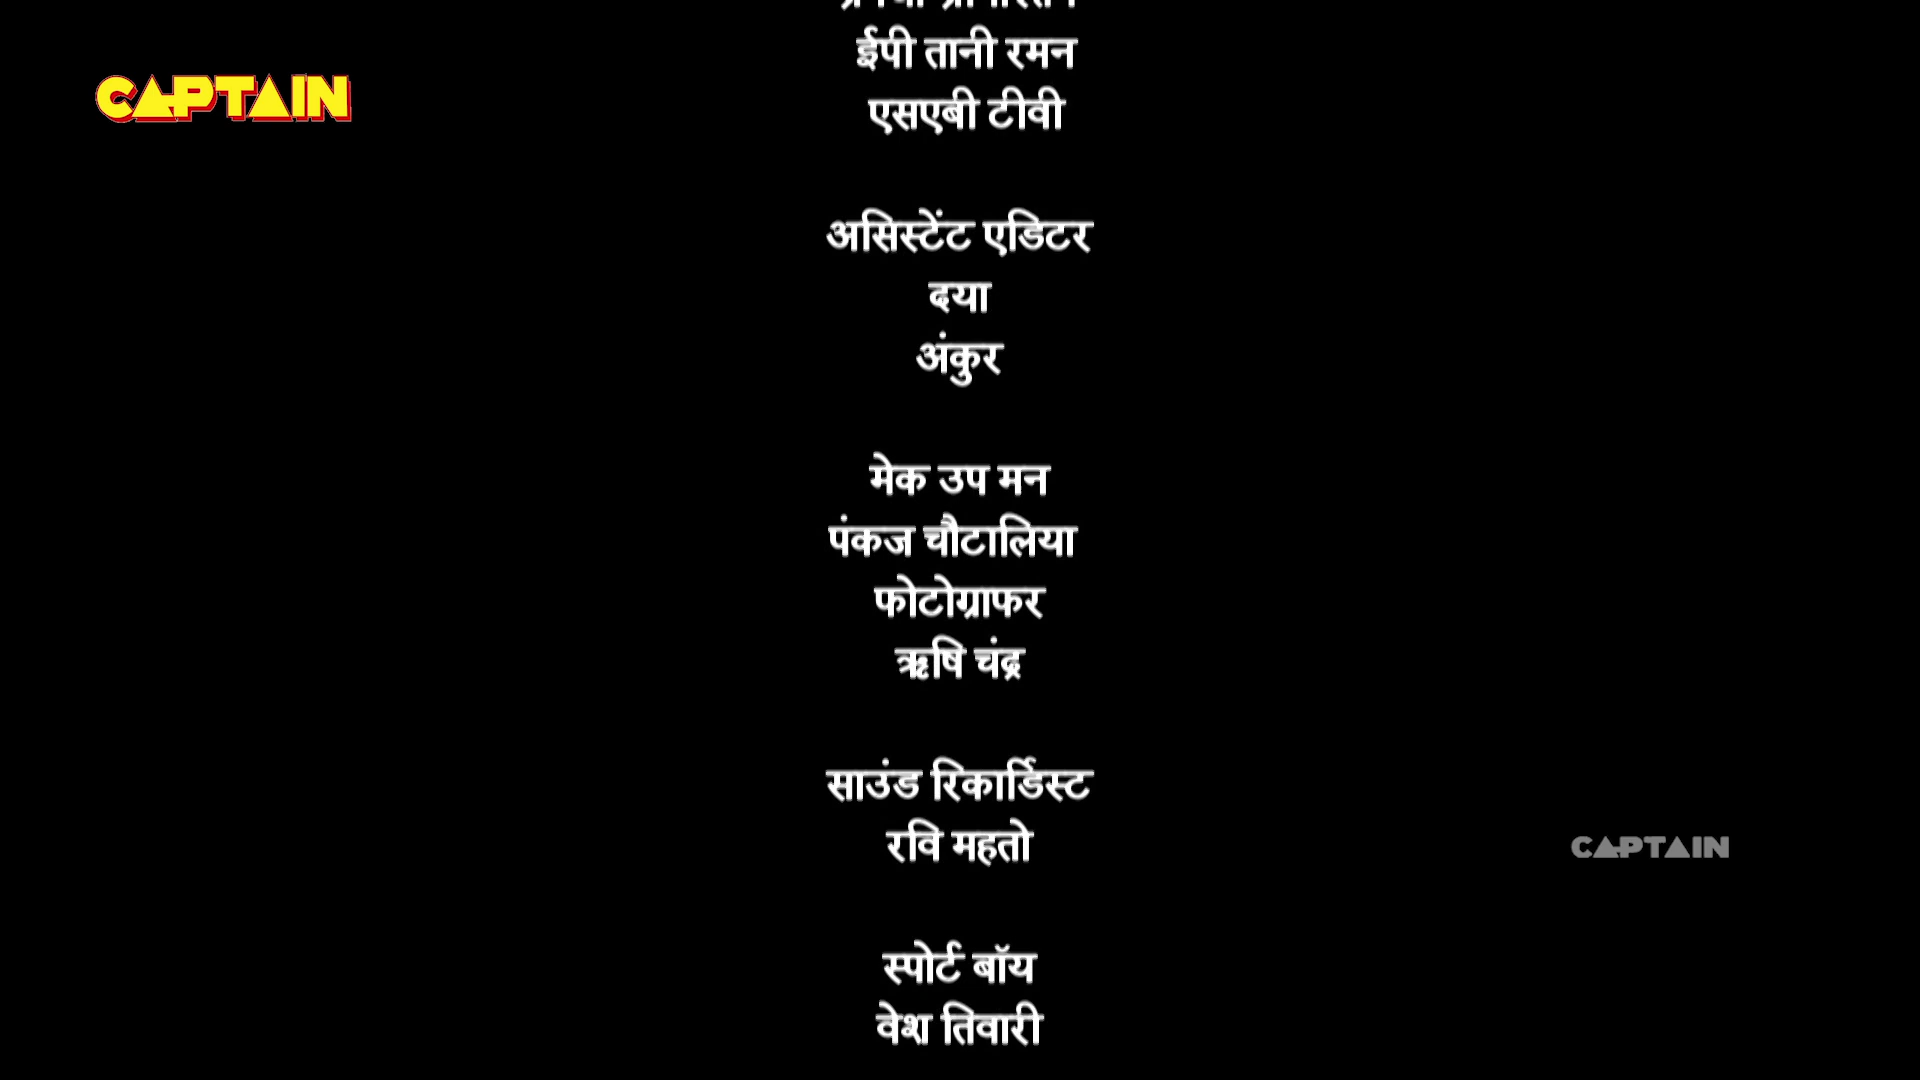 ईपी तानी रमन
CAPTAIN
एसएबी टीवी
असिस्टेंट एडिटर
दया
अंकुर
मेक उप मन
पंकज चौटालिया
फोटोग्राफर
ऋषि चंद्र
साउंड रिकार्डिस्ट
रवि महतो
CAPTAIN
स्पोर्ट बॉय
वेश तिवारी